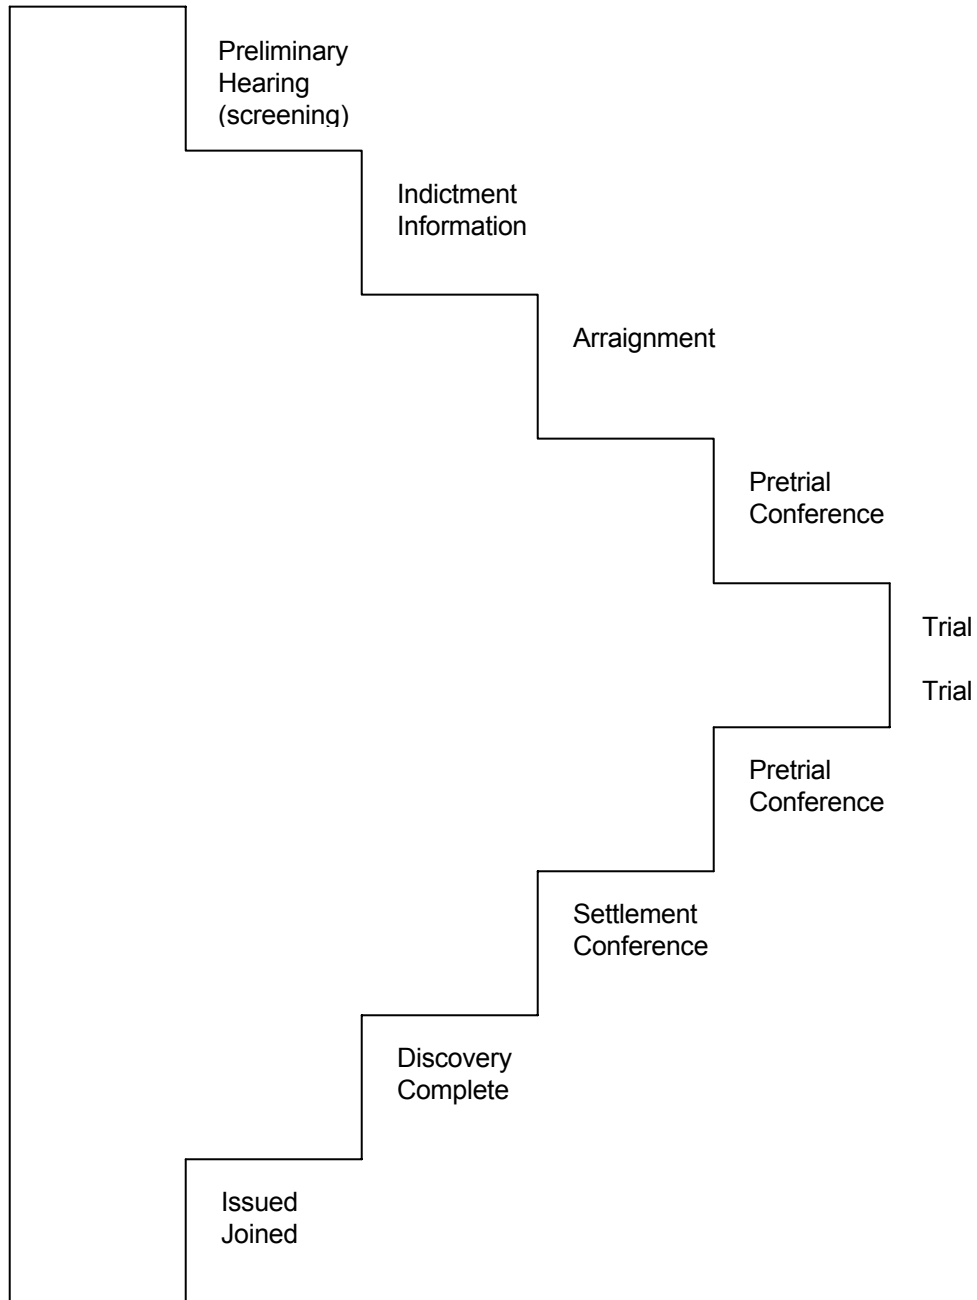 Preliminary
Hearing
(screening)
Indictment
Information
Arraignment
Pretrial
Conference
Trial
Trial
Pretrial
Conference
Settlement
Conference
Discovery
Complete
Issued
Joined